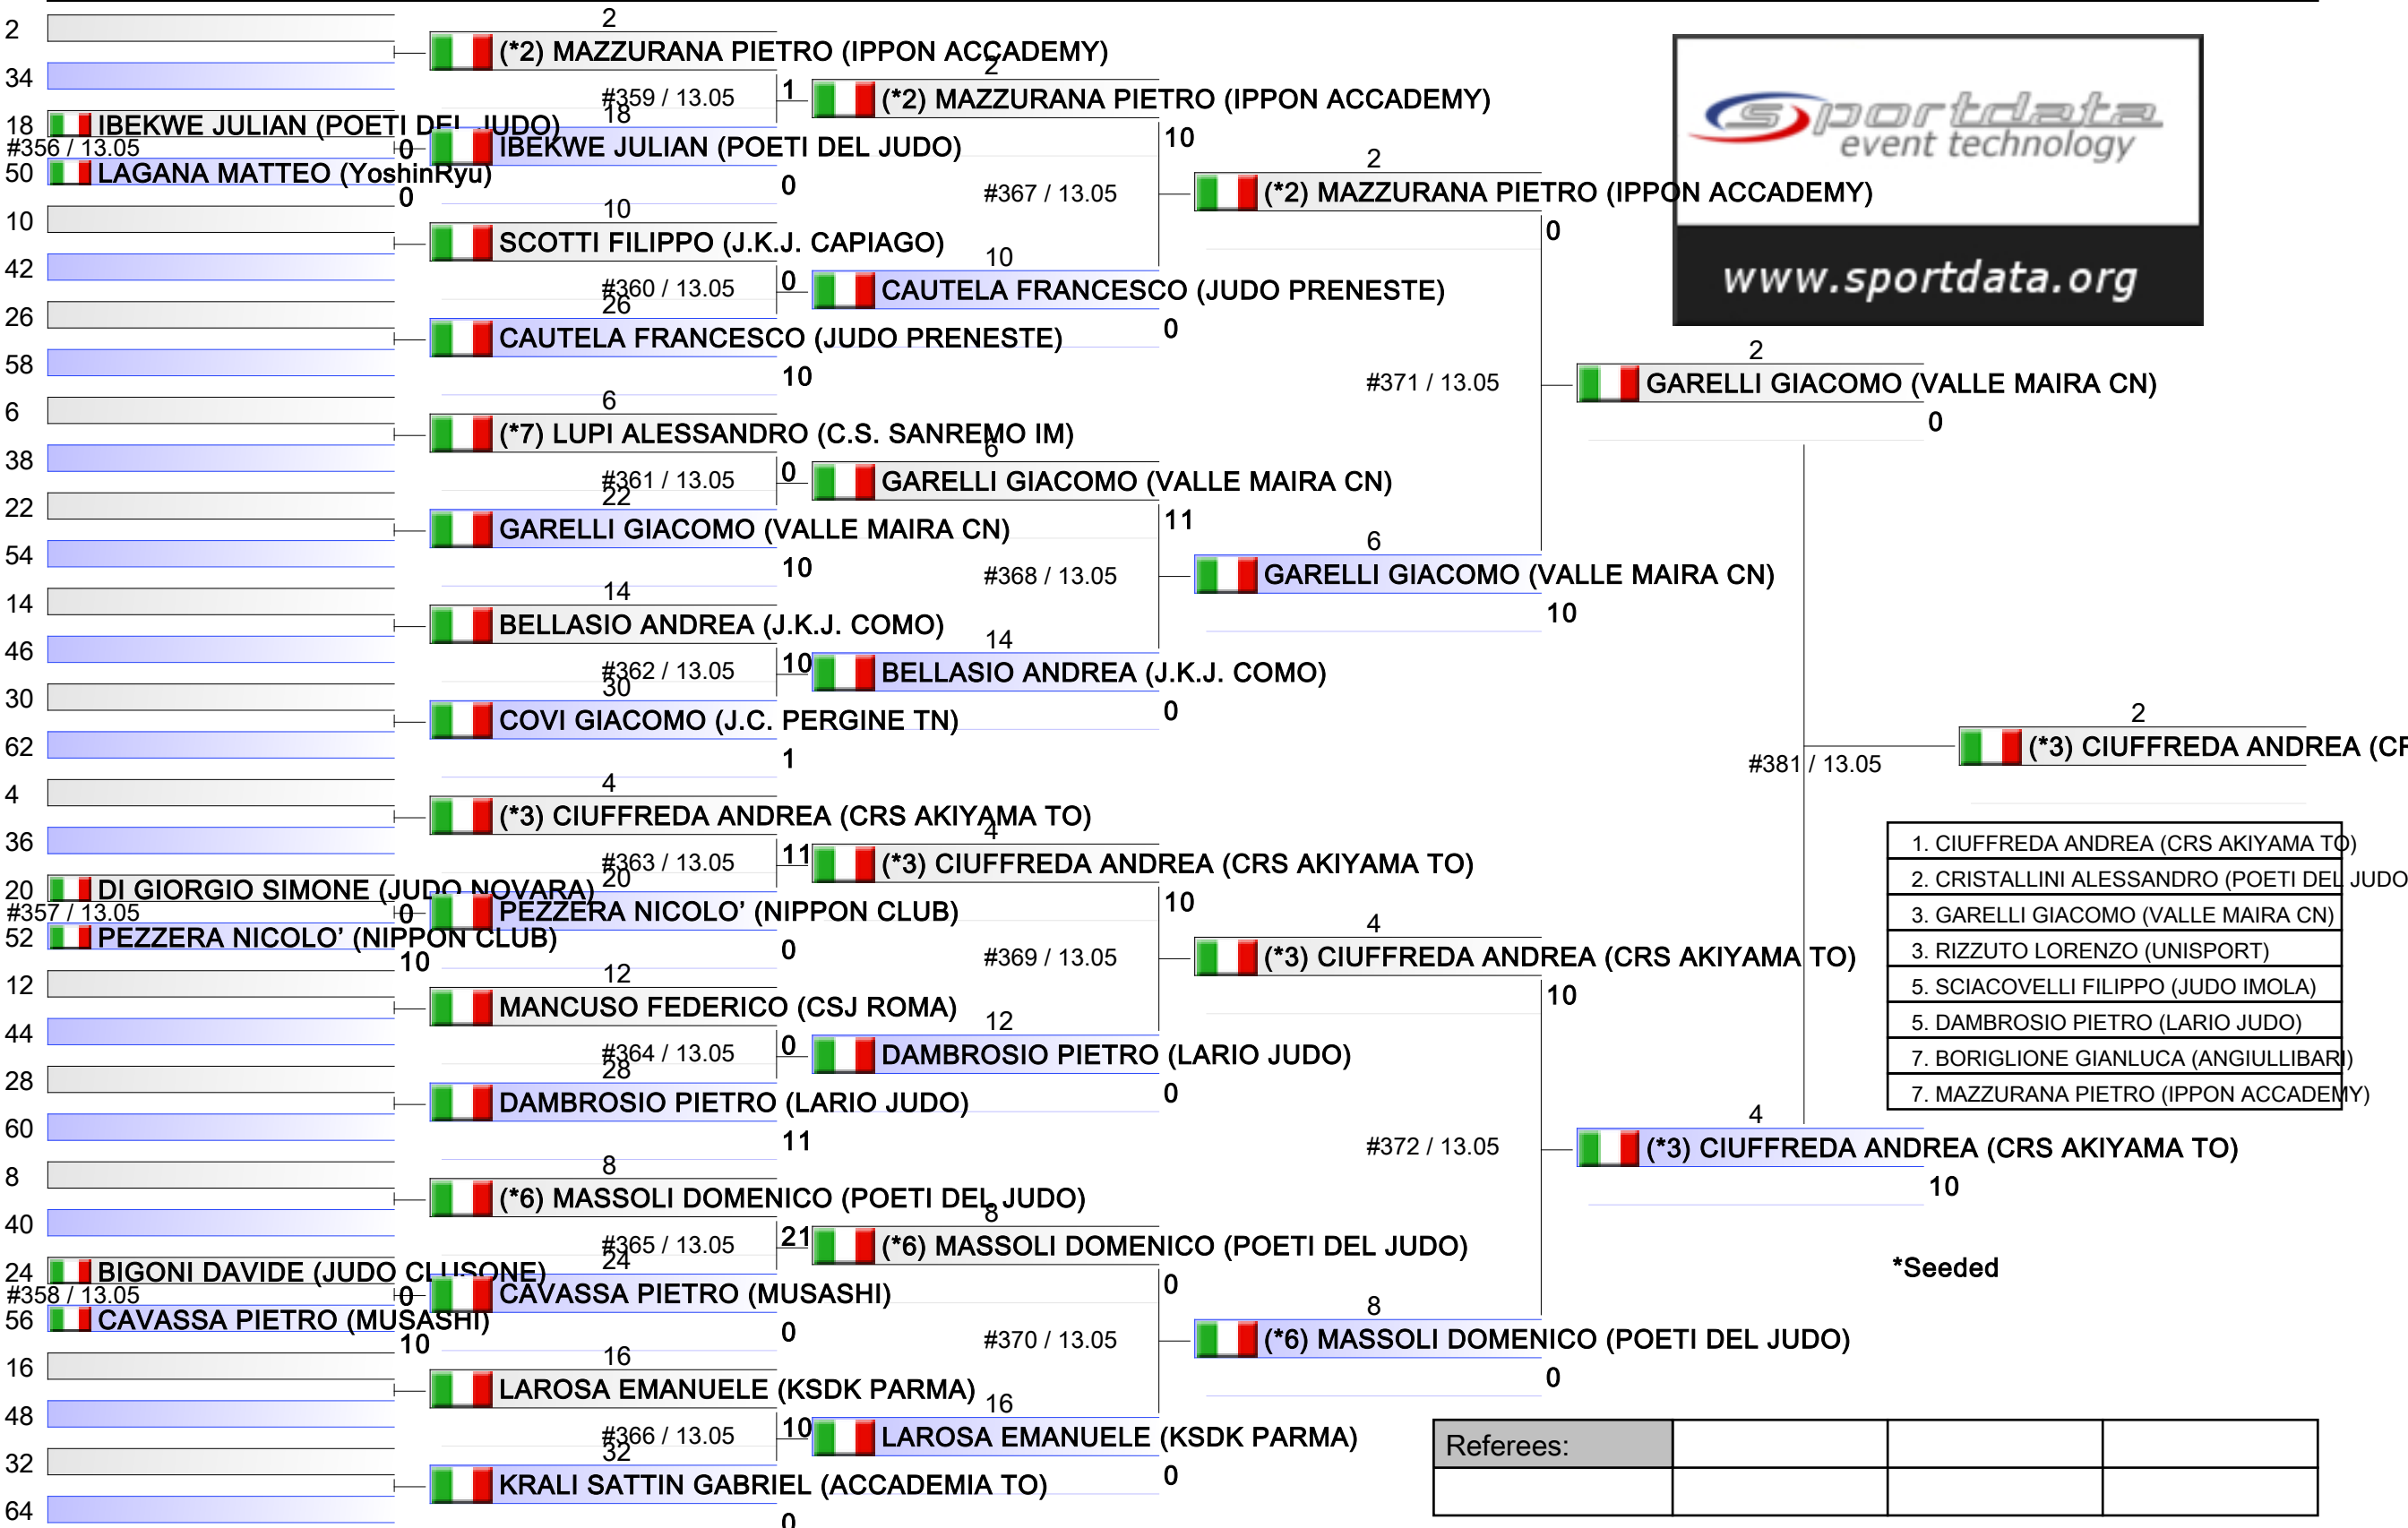 2
34
18 IBEKWE JULIAN (POETI DEL JUDO)
#356 / 13.05
0
50 LAGANA MATTEO (YoshinRyu)
0
10
42
26
58
6
38
22
54
14
46
30
62
4
36
20 DI GIORGIO SIMONE (JUDO NOVARA)
#357 / 13.05
0
52 PEZZERA NICOLO' (NIPPON CLUB)
10
12
44
28
60
8
40
24 BIGONI DAVIDE (JUDO CLUSONE)
#358 / 13.05
0
56 CAVASSA PIETRO (MUSASHI)
10
16
48
32
64
2
(*2) MAZZURANA PIETRO (IPPON ACCADEMY)
1
#359 / 13.05
18
IBEKWE JULIAN (POETI DEL JUDO)
0
10
SCOTTI FILIPPO (J.K.J. CAPIAGO)
0
#360 / 13.05
26
CAUTELA FRANCESCO (JUDO PRENESTE)
10
6
(*7) LUPI ALESSANDRO (C.S. SANREMO IM)
0
#361 / 13.05
22
GARELLI GIACOMO (VALLE MAIRA CN)
10
14
BELLASIO ANDREA (J.K.J. COMO)
10
#362 / 13.05
30
COVI GIACOMO (J.C. PERGINE TN)
1
4
(*3) CIUFFREDA ANDREA (CRS AKIYAMA TO)
11
#363 / 13.05
20
PEZZERA NICOLO' (NIPPON CLUB)
0
12
MANCUSO FEDERICO (CSJ ROMA)
0
#364 / 13.05
28
DAMBROSIO PIETRO (LARIO JUDO)
11
8
(*6) MASSOLI DOMENICO (POETI DEL JUDO)
21
#365 / 13.05
24
CAVASSA PIETRO (MUSASHI)
0
16
LAROSA EMANUELE (KSDK PARMA)
10
#366 / 13.05
32
KRALI SATTIN GABRIEL (ACCADEMIA TO)
0
2
(*2) MAZZURANA PIETRO (IPPON ACCADEMY)
10
#367 / 13.05
10
CAUTELA FRANCESCO (JUDO PRENESTE)
0
6
GARELLI GIACOMO (VALLE MAIRA CN)
11
#368 / 13.05
14
BELLASIO ANDREA (J.K.J. COMO)
0
4
(*3) CIUFFREDA ANDREA (CRS AKIYAMA TO)
10
#369 / 13.05
12
DAMBROSIO PIETRO (LARIO JUDO)
0
8
(*6) MASSOLI DOMENICO (POETI DEL JUDO)
0
#370 / 13.05
16
LAROSA EMANUELE (KSDK PARMA)
0
2
(*2) MAZZURANA PIETRO (IPPON ACCADEMY)
0
#371 / 13.05
6
GARELLI GIACOMO (VALLE MAIRA CN)
10
4
(*3) CIUFFREDA ANDREA (CRS AKIYAMA TO)
10
#372 / 13.05
8
(*6) MASSOLI DOMENICO (POETI DEL JUDO)
0
sportdata
event technology
www.sportdata.org
2
GARELLI GIACOMO (VALLE MAIRA CN)
0
#381 / 13.05
4
(*3) CIUFFREDA ANDREA (CRS AKIYAMA TO)
10
2
(*3) CIUFFREDA ANDREA (CR
1. CIUFFREDA ANDREA (CRS AKIYAMA TO)
2. CRISTALLINI ALESSANDRO (POETI DEL JUDO
3. GARELLI GIACOMO (VALLE MAIRA CN)
3. RIZZUTO LORENZO (UNISPORT)
5. SCIACOVELLI FILIPPO (JUDO IMOLA)
5. DAMBROSIO PIETRO (LARIO JUDO)
7. BORIGLIONE GIANLUCA (ANGIULLIBARI)
7. MAZZURANA PIETRO (IPPON ACCADEMY)
*Seeded
Referees: